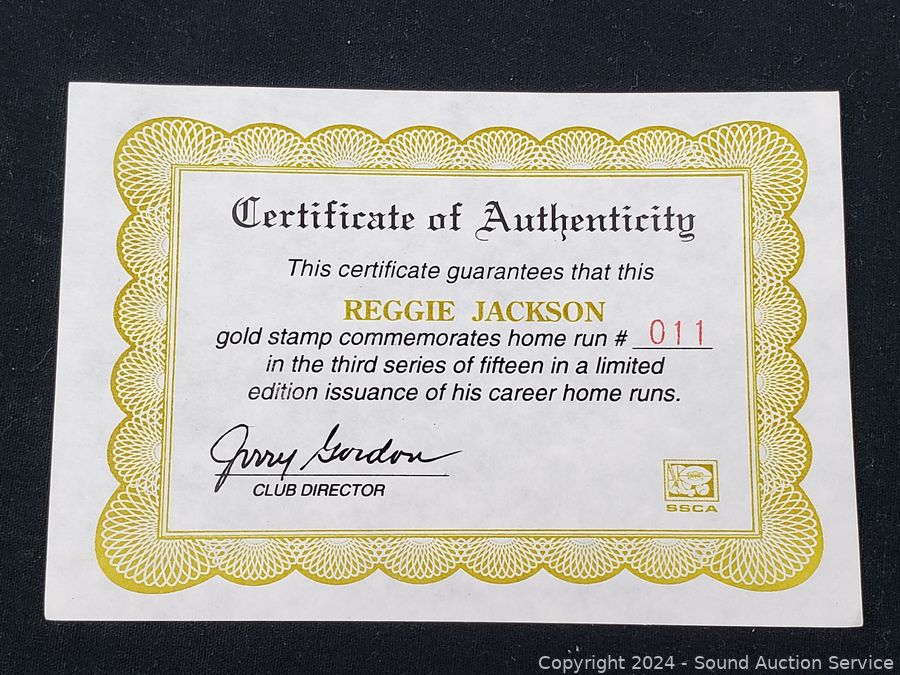 Certificate of Authenticity
This certificate guarantees that this
REGGIE JACKSON
gold stamp commemorates home run # 011
in the third series of fifteen in a limited
edition issuance of his career home runs.
Jerry Gordon
CLUB DIRECTOR
SSCA
Copyright 2024 - Sound Auction Service